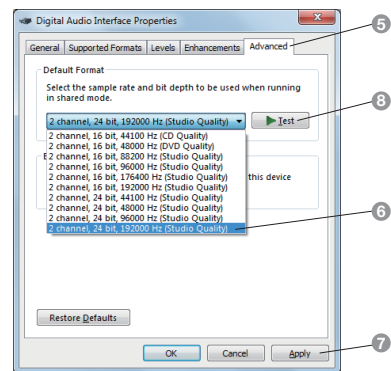 Digital Audio Interface Properties
x
5
General Supported Formats Levels Enhancements Advanced
Default Format
Select the sample rate and bit depth to be used when running
in shared mode.
8
2 channel, 24 bit, 192000 Hz (Studio Quality) Test
2 channel, 16 bit, 44100 Hz (CD Quality)
2 channel, 16 bit, 48000 Hz (DVD Quality)
E 2 channel, 16 bit, 88200 Hz (Studio Quality)
2 channel, 16 bit, 96000 Hz (Studio Quality)
2 channel, 16 bit, 176400 Hz (Studio Quality) this device
2 channel, 16 bit, 192000 Hz (Studio Quality)
2 channel, 24 bit, 44100 Hz (Studio Quality)
2 channel, 24 bit, 48000 Hz (Studio Quality)
2 channel, 24 bit, 96000 Hz (Studio Quality)
2 channel, 24 bit, 192000 Hz (Studio Quality)
6
Restore Defaults
7
OK Cancel Apply